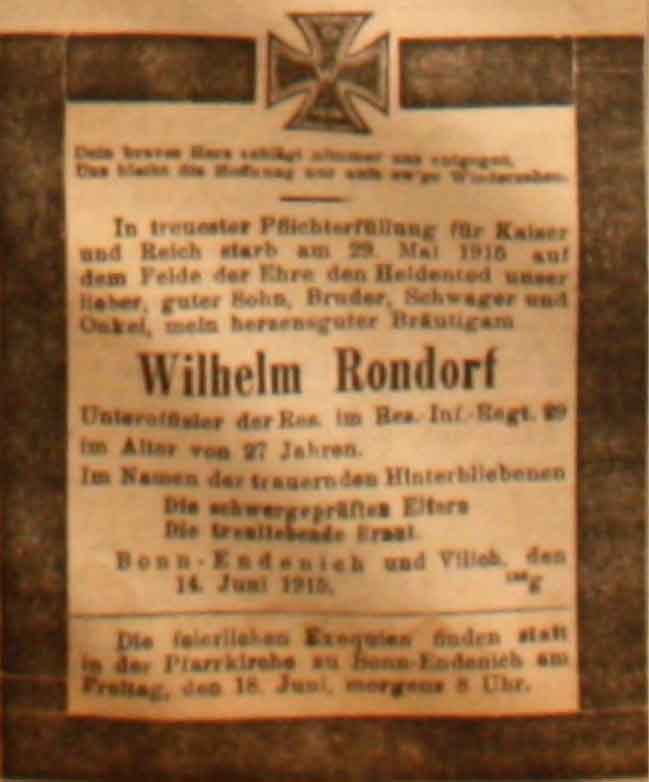 Dein braves Herz schlägt nimmer uns entgegen,
Uns bleibt die Hoffnung nur aufs ew'ge Wiedersehen.
In treuester Pflichterfüllung für Kaiser
und Reich starb am 29. Mai 1915 auf
dem Felde der Ehre den Heldentod unser
lieber, guter Sohn, Bruder, Schwager und
Onkel, mein herzensguter Bräutigam
Wilhelm Rondorf
Unteroffizier der Res. im Res.-Inf.-Regt. 29
im Alter von 27 Jahren.
Im Namen der trauernden Hinterbliebenen
Die schwergeprüften Eltern
Die treuliebende Braut.
Bonn-Endenich und Vilich, den
14. Juni 1915.
Die feierlichen Exequien finden statt
in der Pfarrkirche zu Bonn-Endenich am
Freitag, den 18. Juni, morgens 8 Uhr.